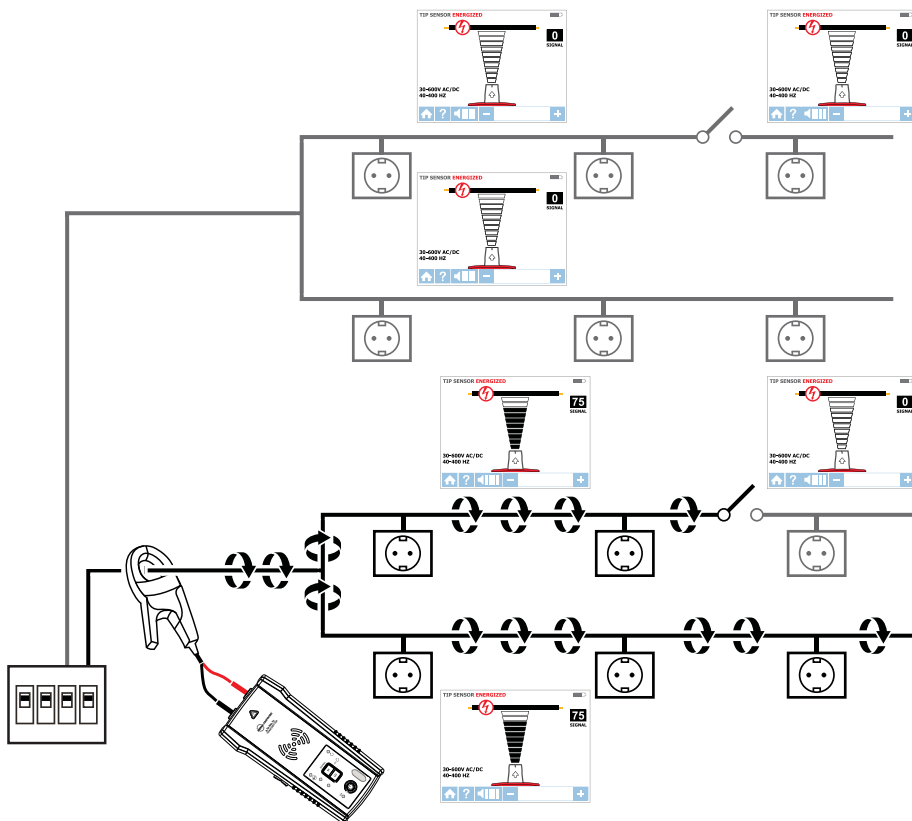 TIP SENSOR ENERGIZED
0
SIGNAL
30-600V AC/DC
40-400 HZ
?
−
+
TIP SENSOR ENERGIZED
0
SIGNAL
30-600V AC/DC
40-400 HZ
?
−
+
TIP SENSOR ENERGIZED
0
SIGNAL
30-600V AC/DC
40-400 HZ
?
−
+
TIP SENSOR ENERGIZED
75
SIGNAL
30-600V AC/DC
40-400 HZ
?
−
+
TIP SENSOR ENERGIZED
0
SIGNAL
30-600V AC/DC
40-400 HZ
?
−
+
TIP SENSOR ENERGIZED
75
SIGNAL
30-600V AC/DC
40-400 HZ
?
−
+